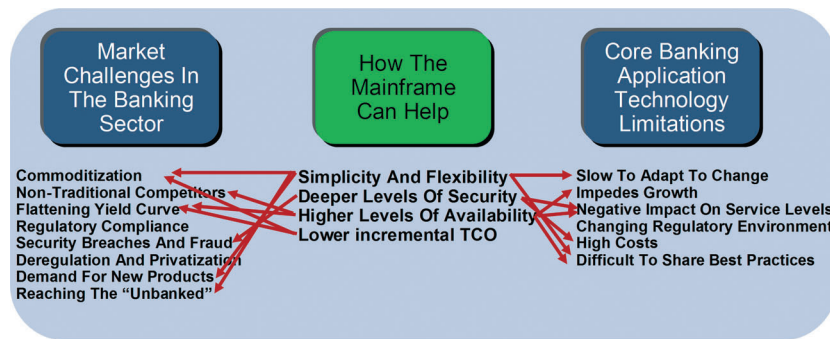 Market
Challenges In
The Banking
Sector
How The
Mainframe
Can Help
Core Banking
Application
Technology
Limitations
Commoditization
Non-Traditional Competitors
Flattening Yield Curve
Regulatory Compliance
Security Breaches And Fraud
Deregulation And Privatization
Demand For New Products
Reaching The “Unbanked”
Simplicity And Flexibility
Deeper Levels Of Security
Higher Levels Of Availability
Lower incremental TCO
Slow To Adapt To Change
Impedes Growth
Negative Impact On Service Levels
Changing Regulatory Environment
High Costs
Difficult To Share Best Practices